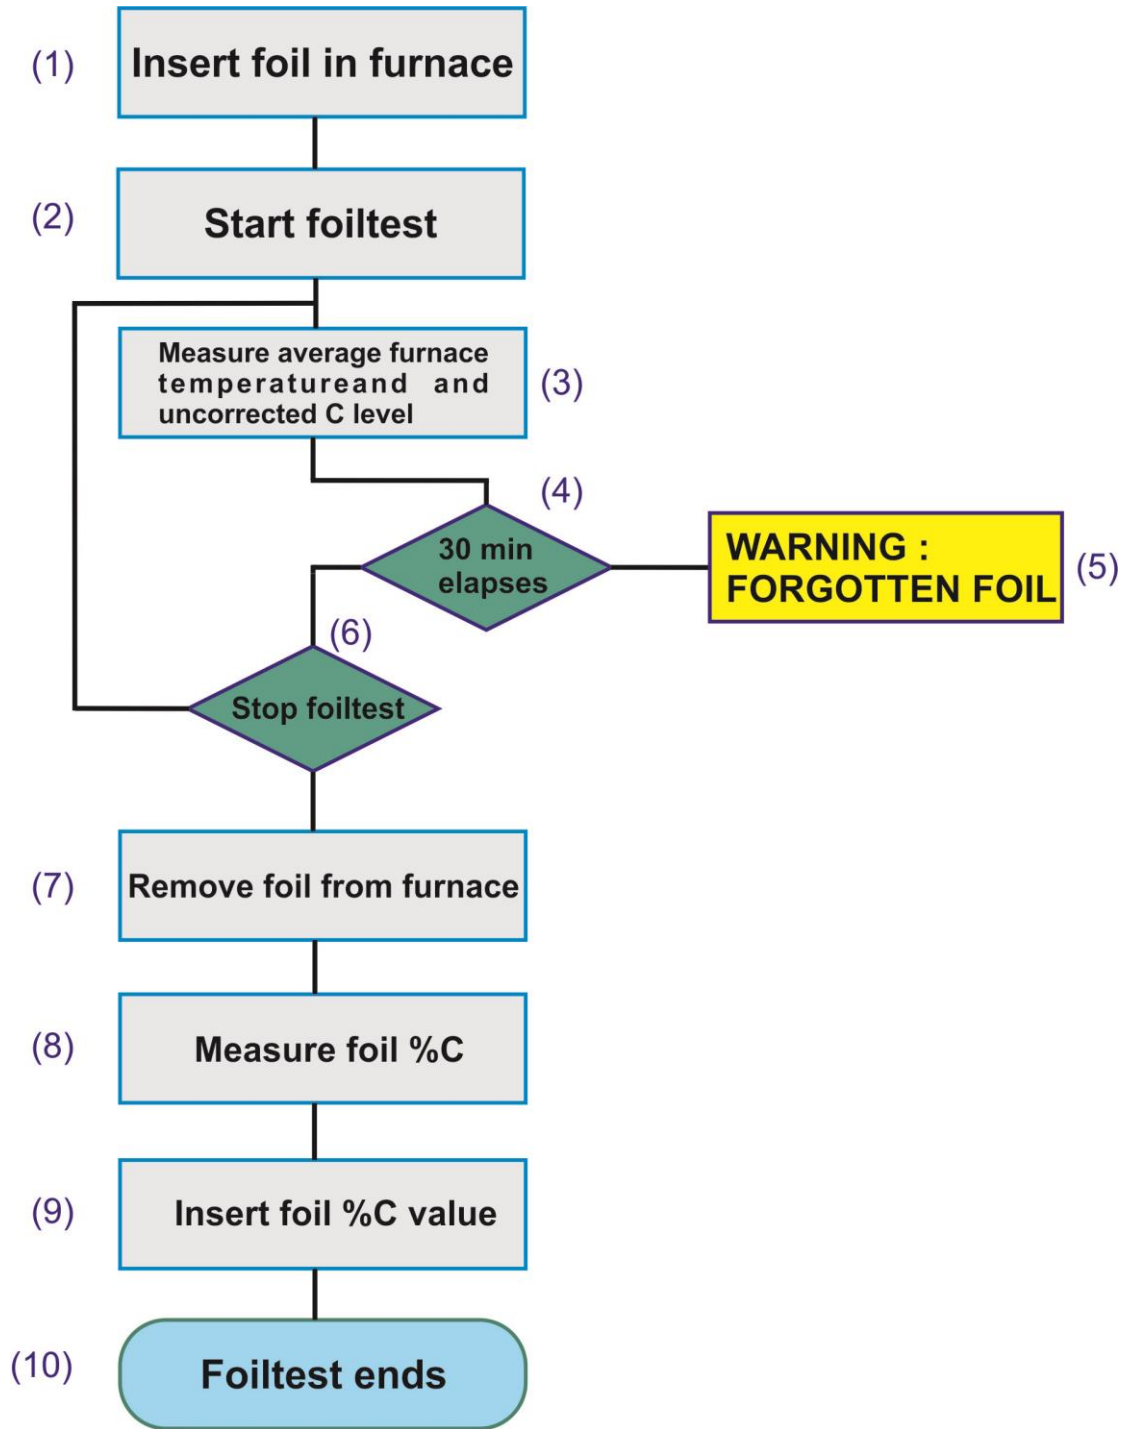 (1)
Insert foil in furnace
(2)
Start foiltest
Measure average furnace
temperatureand and
uncorrected C level
(3)
(4)
30 min
elapses
WARNING :
FORGOTTEN FOIL
(5)
(6)
Stop foiltest
(7)
Remove foil from furnace
(8)
Measure foil %C
(9)
Insert foil %C value
(10)
Foiltest ends